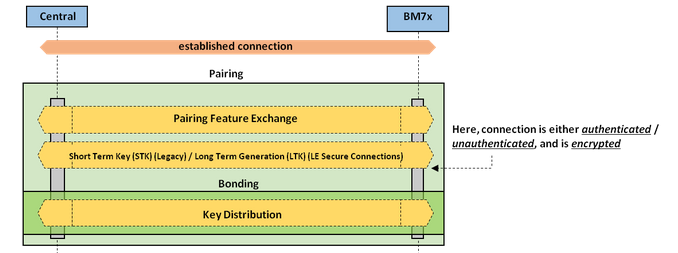 Central
BM7x
established connection
Pairing
Pairing Feature Exchange
Here, connection is either authenticated /
unauthenticated, and is encrypted
Short Term Key (STK) (Legacy) / Long Term Generation (LTK) (LE Secure Connections)
Bonding
Key Distribution